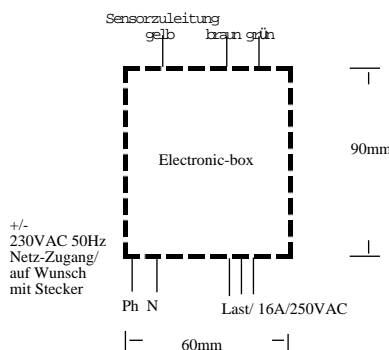 Sensorzuleitung
gelb braun grün
90mm
Electronic-box
+/-
230VAC 50Hz
Netz-Zugang/
auf Wunsch
mit Stecker
Ph N
Last/ 16A/250VAC
60mm